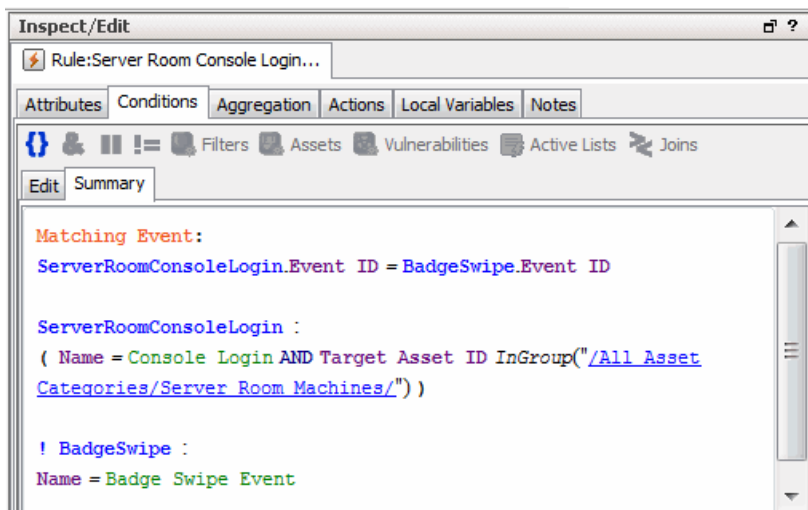 Inspect/Edit ?
Rule:Server Room Console Login...
Attributes Conditions Aggregation Actions Local Variables Notes
{} & != Filters Assets Vulnerabilities Active Lists Joins
Edit Summary
Matching Event:
ServerRoomConsoleLogin.Event ID = BadgeSwipe.Event ID
ServerRoomConsoleLogin :
( Name = Console Login AND Target Asset ID InGroup("/All Asset
Categories/Server Room Machines/") )
! BadgeSwipe :
Name = Badge Swipe Event